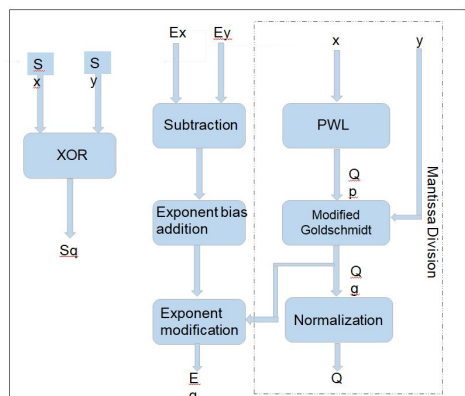 Ex
Ey
x
y
S
x
S
y
Subtraction
PWL
XOR
Q
p
Mantissa Division
Exponent bias
addition
Modified
Goldschmidt
Sq
Q
g
Exponent
modification
Normalization
E
Q